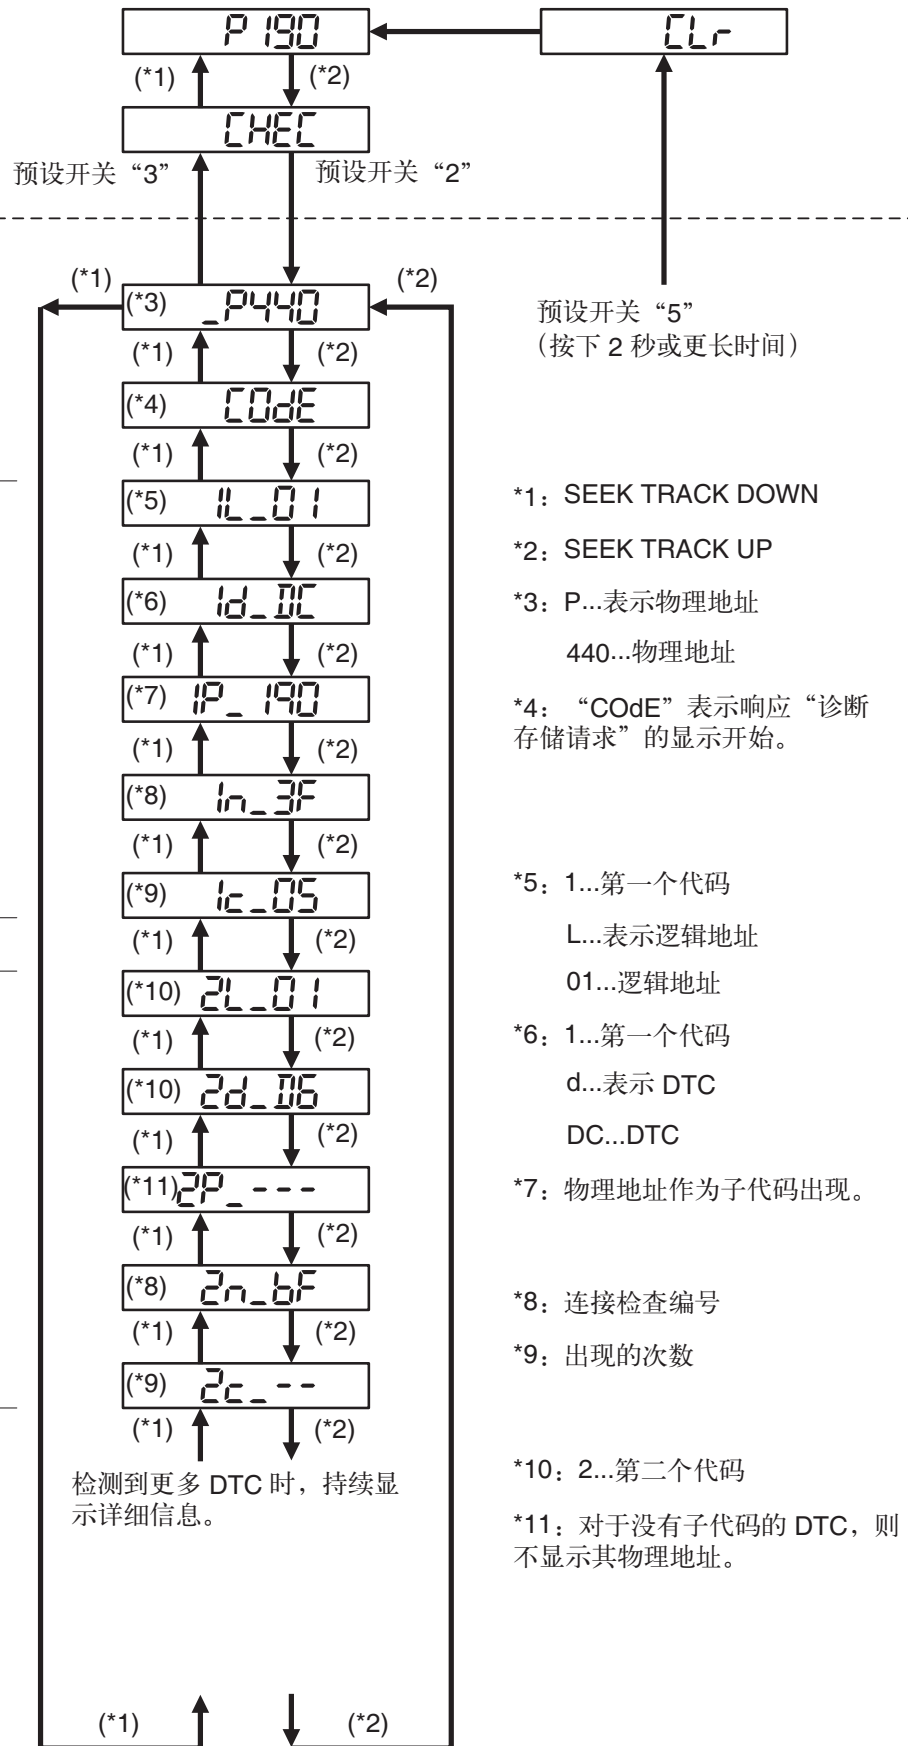 P190
CLr
(*1)
(*2)
CHEC
预设开关“3”
预设开关“2”
(*1)
(*2)
(*3) _P440
预设开关“5”
（按下 2 秒或更长时间）
(*1)
(*2)
(*4) COdE
(*1)
(*2)
(*5) 1L_01
(*1)
(*2)
(*6) 1d_DC
(*1)
(*2)
(*7) 1P_190
(*1)
(*2)
(*8) 1n_3F
(*1)
(*2)
(*9) 1c_05
(*1)
(*2)
(*10) 2L_01
(*1)
(*2)
(*10) 2d_D6
(*1)
(*2)
(*11) 2P_---
(*1)
(*2)
(*8) 2n_bF
(*1)
(*2)
(*9) 2c_--
(*1)
(*2)
检测到更多 DTC 时，持续显
示详细信息。
(*1)
(*2)
*1：SEEK TRACK DOWN
*2：SEEK TRACK UP
*3：P...表示物理地址
440...物理地址
*4：“COdE”表示响应“诊断
存储请求”的显示开始。
*5：1...第一个代码
L...表示逻辑地址
01...逻辑地址
*6：1...第一个代码
d...表示 DTC
DC...DTC
*7：物理地址作为子代码出现。
*8：连接检查编号
*9：出现的次数
*10：2...第二个代码
*11：对于没有子代码的 DTC，则
不显示其物理地址。